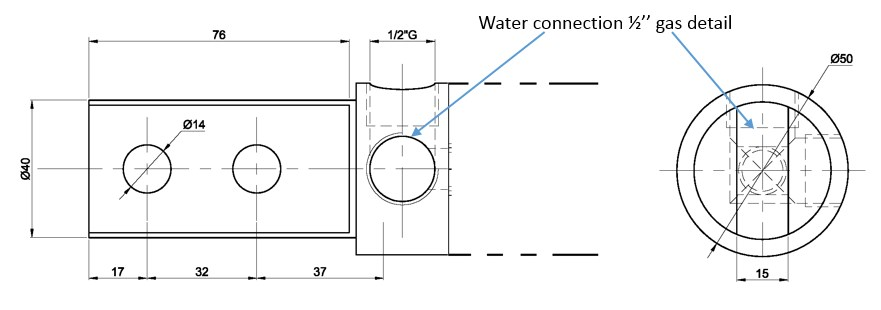 Water connection ½’’ gas detail
76
1/2"G
Ø50
Ø14
Ø40
17
32
37
15